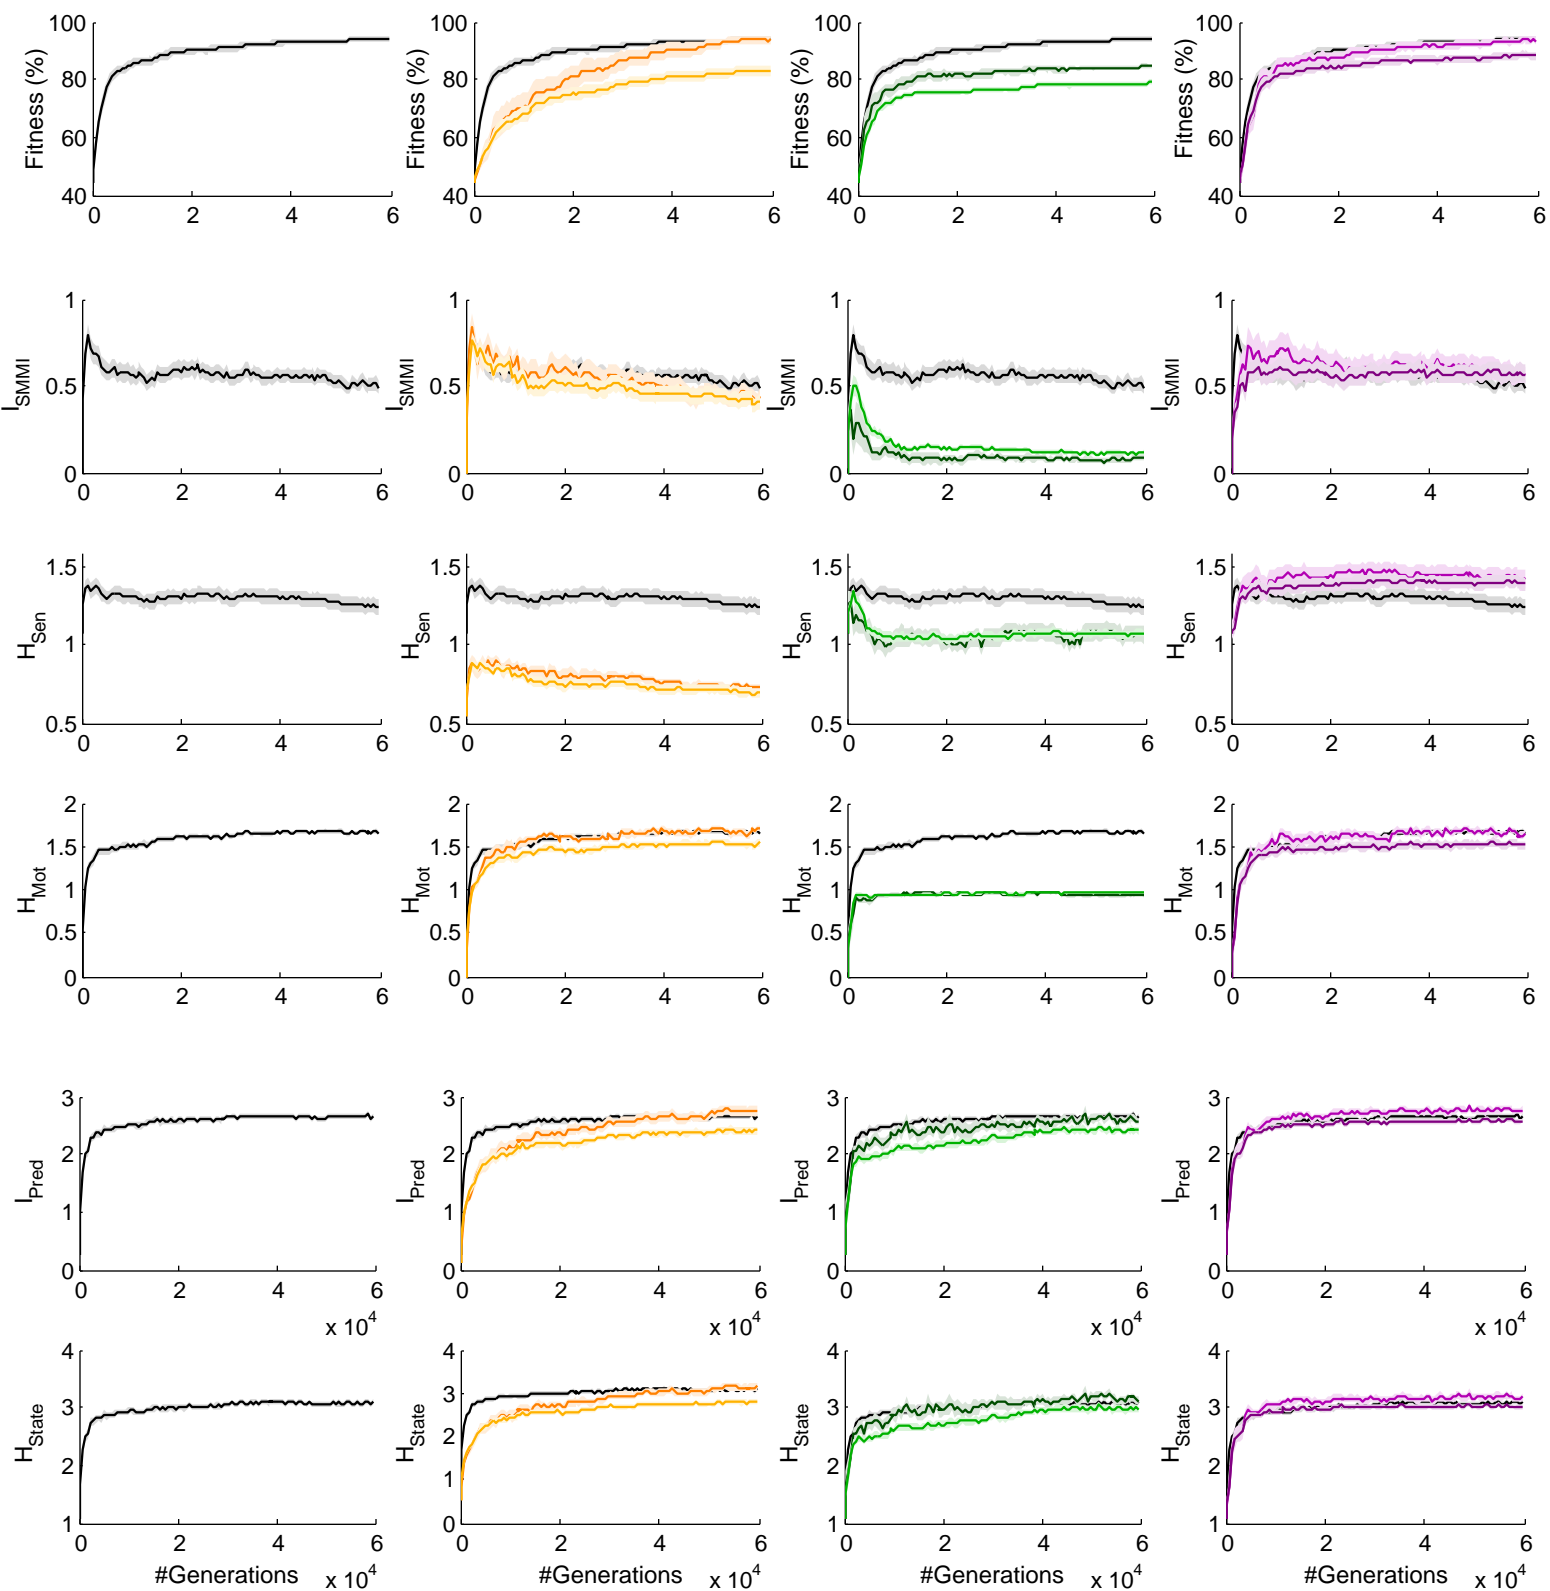 Fitness (%) 100 80 60 40 0 2 4 6
Fitness (%) 100 80 60 40 0 2 4 6
Fitness (%) 100 80 60 40 0 2 4 6
Fitness (%) 100 80 60 40 0 2 4 6
I_SMMI 1 0.5 0 0 2 4 6
I_SMMI 1 0.5 0 0 2 4 6
I_SMMI 1 0.5 0 0 2 4 6
I_SMMI 1 0.5 0 0 2 4 6
H_Sen 1.5 1 0.5 0 2 4 6
H_Sen 1.5 1 0.5 0 2 4 6
H_Sen 1.5 1 0.5 0 2 4 6
H_Sen 1.5 1 0.5 0 2 4 6
H_Mot 2 1.5 1 0.5 0 0 2 4 6
H_Mot 2 1.5 1 0.5 0 0 2 4 6
H_Mot 2 1.5 1 0.5 0 0 2 4 6
H_Mot 2 1.5 1 0.5 0 0 2 4 6
I_Pred 3 2 1 0 0 2 4 6 x 10^4
I_Pred 3 2 1 0 0 2 4 6 x 10^4
I_Pred 3 2 1 0 0 2 4 6 x 10^4
I_Pred 3 2 1 0 0 2 4 6 x 10^4
H_State 4 3 2 1 0 2 4 6 #Generations x 10^4
H_State 4 3 2 1 0 0 2 4 6 #Generations x 10^4
H_State 4 3 2 1 0 2 4 6 #Generations x 10^4
H_State 4 3 2 1 0 2 4 6 #Generations x 10^4